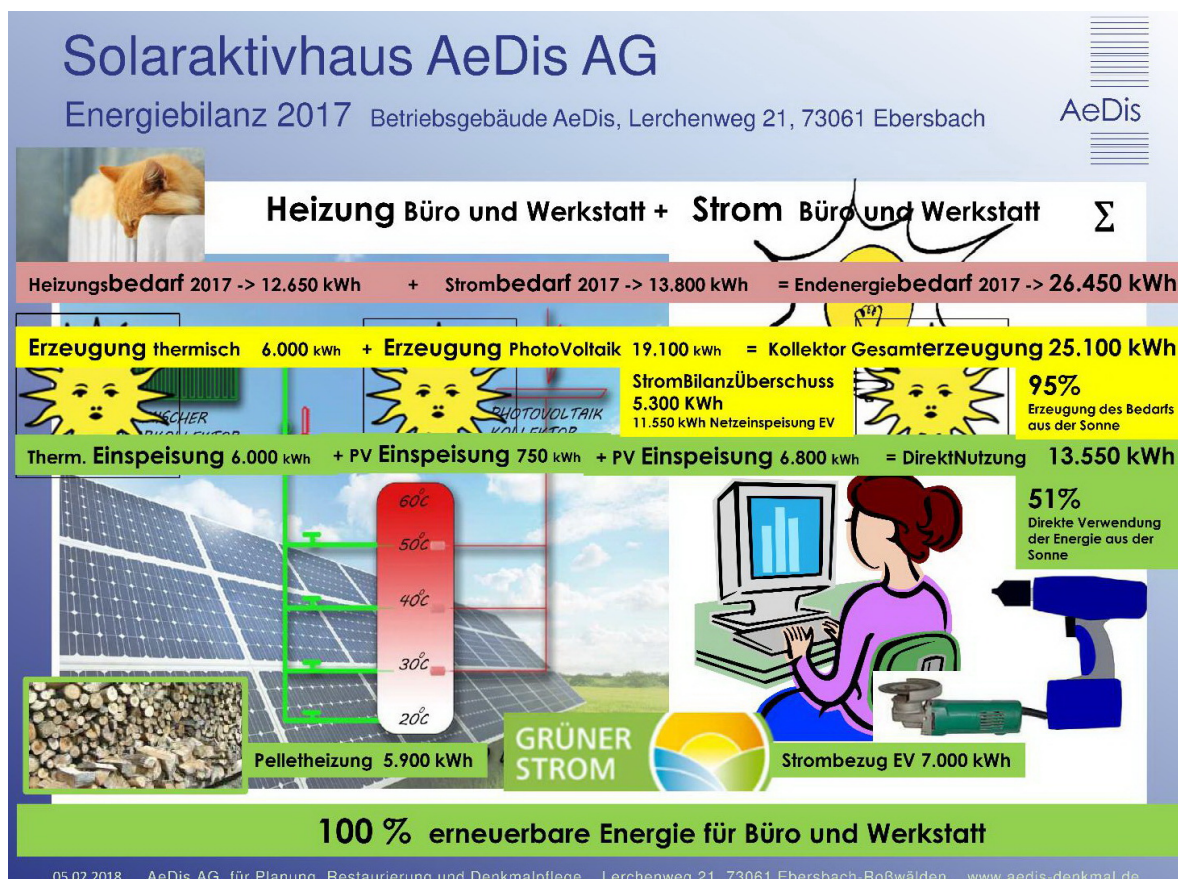 Solaraktivhaus AeDis AG
Energiebilanz 2017 Betriebsgebäude AeDis, Lerchenweg 21, 73061 Ebersbach
AeDis
Heizung Büro und Werkstatt + Strom Büro und Werkstatt Σ
Heizungsbedarf 2017 -> 12.650 kWh + Strombedarf 2017 -> 13.800 kWh = Endenergiebedarf 2017 -> 26.450 kWh
Erzeugung thermisch 6.000 kWh + Erzeugung PhotoVoltaik 19.100 kWh = Kollektor Gesamterzeugung 25.100 kWh
StromBilanzÜberschuss
5.300 KWh
11.550 kWh Netzeinspeisung EV
95%
Erzeugung des Bedarfs
aus der Sonne
PHOTOVOLTAIK
KOLLEKTOR
Therm. Einspeisung 6.000 kWh + PV Einspeisung 750 kWh + PV Einspeisung 6.800 kWh = DirektNutzung 13.550 kWh
51%
Direkte Verwendung
der Energie aus der
Sonne
60°C
50°C
40°C
30°C
20°C
Pelletheizung 5.900 kWh
GRÜNER
STROM
Strombezug EV 7.000 kWh
100 % erneuerbare Energie für Büro und Werkstatt
05.02.2018 AeDis AG für Planung, Restaurierung und Denkmalpflege Lerchenweg 21, 73061 Ebersbach-Roßwälden www.aedis-denkmal.de